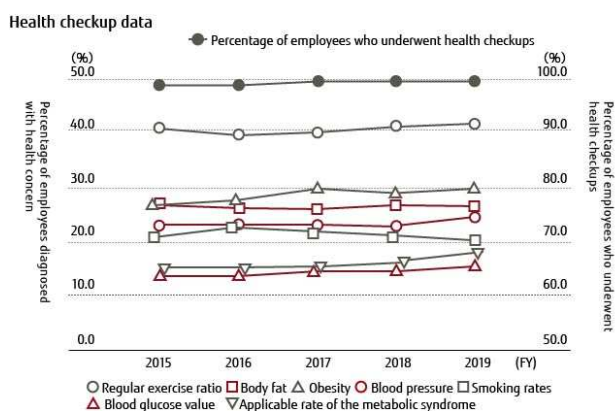 Health checkup data
Percentage of employees who underwent health checkups
(%) (%)
50.0 100.0
40.0 90.0
30.0 80.0
20.0 70.0
10.0 60.0
0.0 50.0
Percentage of employees diagnosed
with health concern
Percentage of employees who underwent
health checkups
2015 2016 2017 2018 2019 (FY)
Regular exercise ratio Body fat Obesity Blood pressure Smoking rates
Blood glucose value Applicable rate of the metabolic syndrome